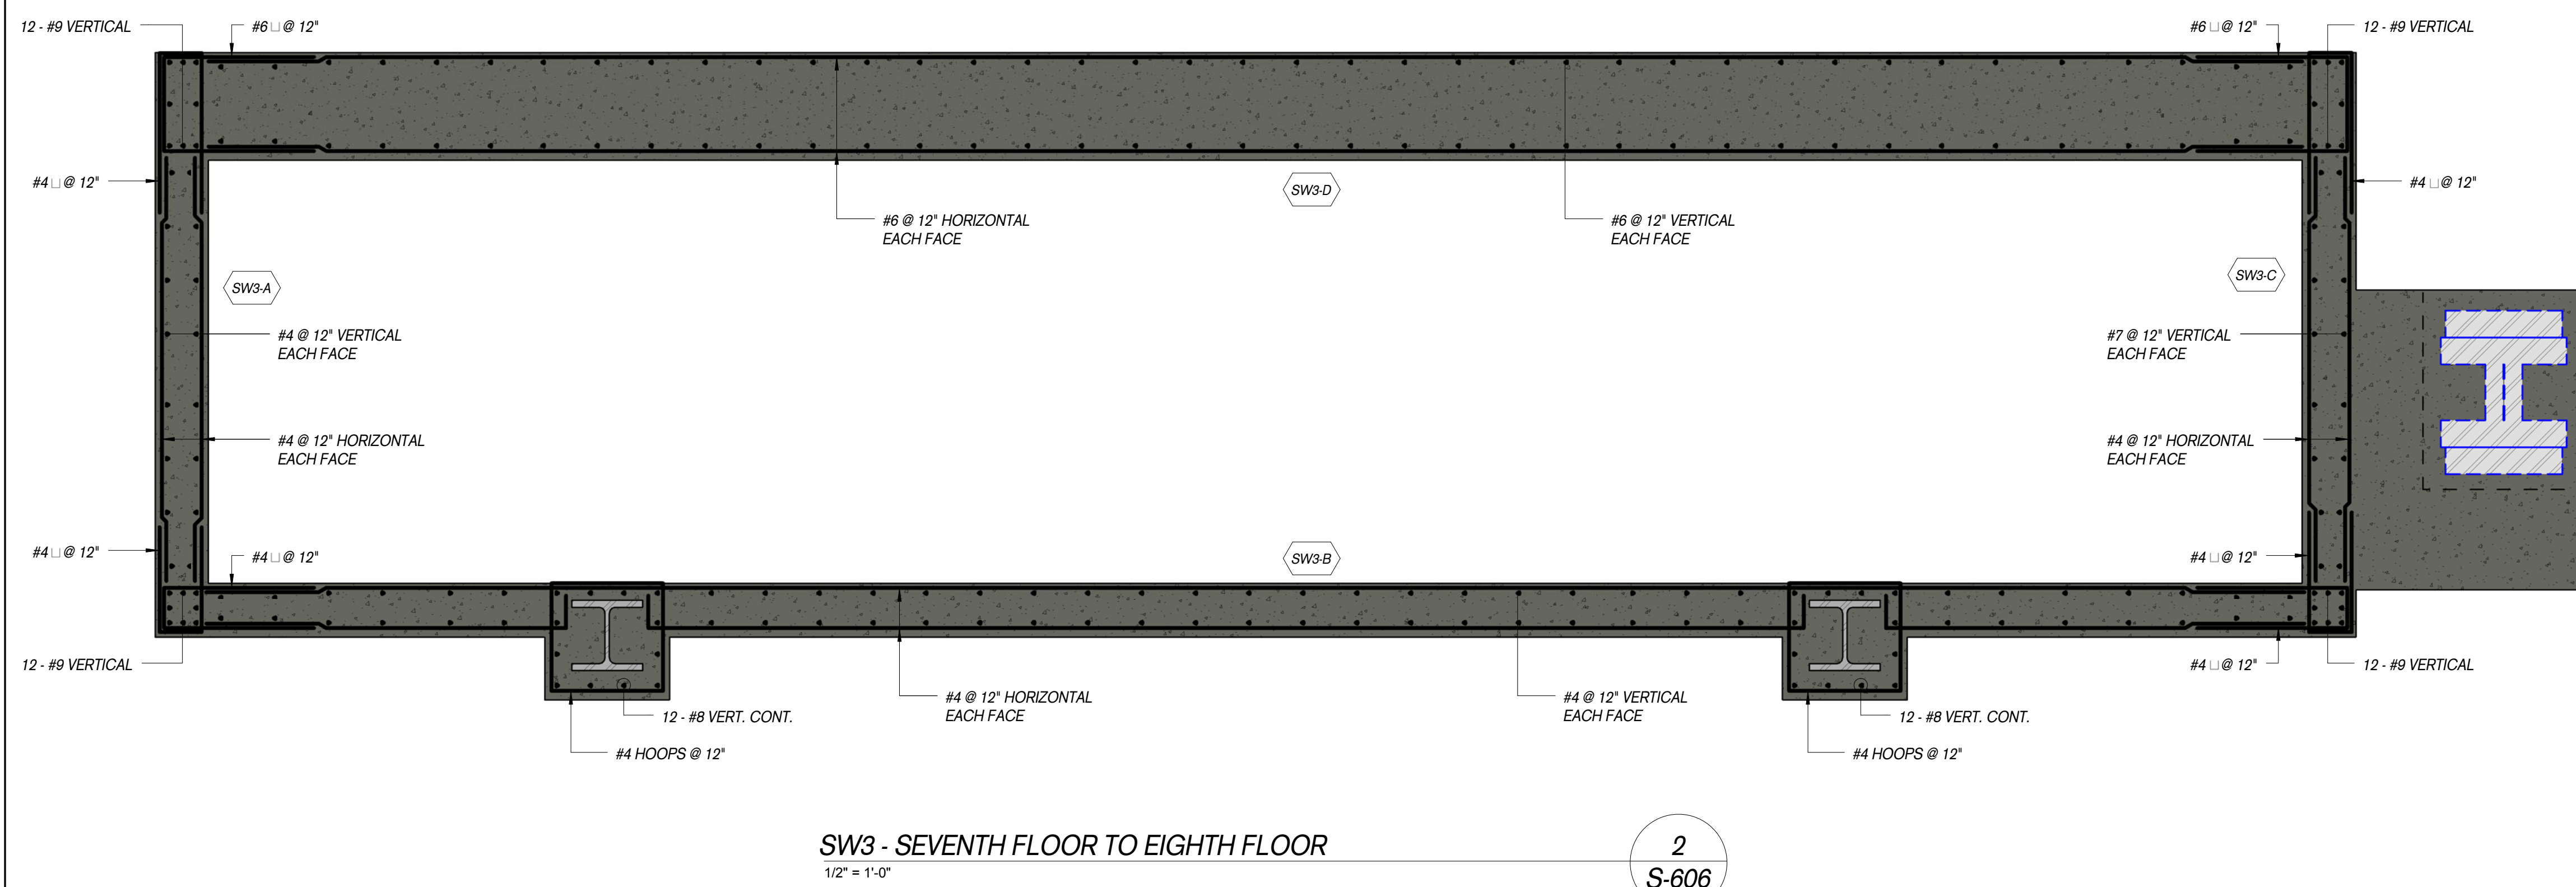 12 - #9 VERTICAL
#6 ⊔ @ 12"
#6 ⊔ @ 12"
12 - #9 VERTICAL
#4 ⊔ @ 12"
SW3-D
#4 ⊔ @ 12"
#6 @ 12" HORIZONTAL
EACH FACE
#6 @ 12" VERTICAL
EACH FACE
SW3-A
SW3-C
#4 @ 12" VERTICAL
EACH FACE
#7 @ 12" VERTICAL
EACH FACE
#4 @ 12" HORIZONTAL
EACH FACE
#4 @ 12" HORIZONTAL
EACH FACE
#4 ⊔ @ 12"
#4 ⊔ @ 12"
SW3-B
#4 ⊔ @ 12"
12 - #9 VERTICAL
#4 ⊔ @ 12"
12 - #9 VERTICAL
#4 @ 12" HORIZONTAL
EACH FACE
#4 @ 12" VERTICAL
EACH FACE
12 - #8 VERT. CONT.
12 - #8 VERT. CONT.
#4 HOOPS @ 12"
#4 HOOPS @ 12"
SW3 - SEVENTH FLOOR TO EIGHTH FLOOR
2
1/2" = 1'-0"
S-606